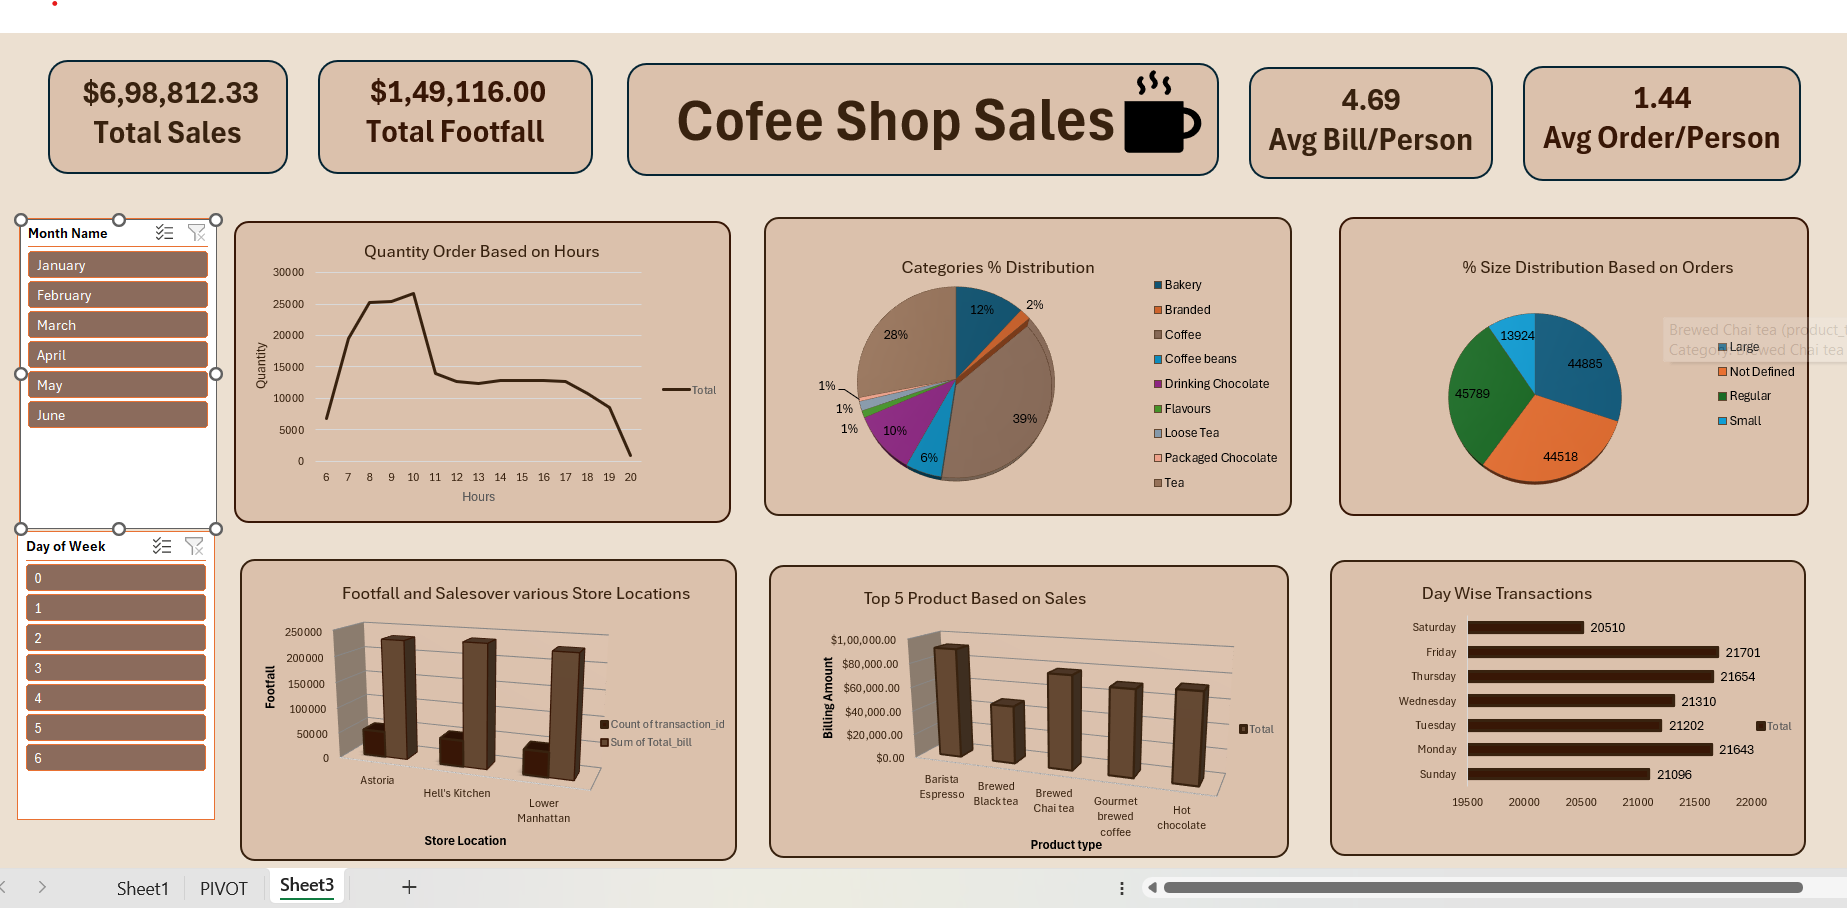 $6,98,812.33
Total Sales
$1,49,116.00
Total Footfall
Cofee Shop Sales
4.69
Avg Bill/Person
1.44
Avg Order/Person
Month Name
January
February
March
April
May
June
Day of Week
0
1
2
3
4
5
6
Quantity Order Based on Hours
Quantity
30000
25000
20000
15000
10000
5000
0
6 7 8 9 10 11 12 13 14 15 16 17 18 19 20
Hours
Total
Categories % Distribution
12%
2%
39%
6%
10%
1%
1%
1%
28%
Bakery
Branded
Coffee
Coffee beans
Drinking Chocolate
Flavours
Loose Tea
Packaged Chocolate
Tea
% Size Distribution Based on Orders
13924
44885
45789
44518
Brewed Chai tea (product_t
Category: Brewed Chai tea
Large
Not Defined
Regular
Small
Footfall and Salesover various Store Locations
Footfall
250000
200000
150000
100000
50000
0
Astoria
Hell's Kitchen
Lower
Manhattan
Store Location
Count of transaction_id
Sum of Total_bill
Top 5 Product Based on Sales
Billing Amount
$1,00,000.00
$80,000.00
$60,000.00
$40,000.00
$20,000.00
$0.00
Barista
Espresso
Brewed
Black tea
Brewed
Chai tea
Gourmet
brewed
coffee
Hot
chocolate
Product type
Total
Day Wise Transactions
Saturday 20510
Friday 21701
Thursday 21654
Wednesday 21310
Tuesday 21202
Monday 21643
Sunday 21096
19500 20000 20500 21000 21500 22000
Total
Sheet1 PIVOT Sheet3